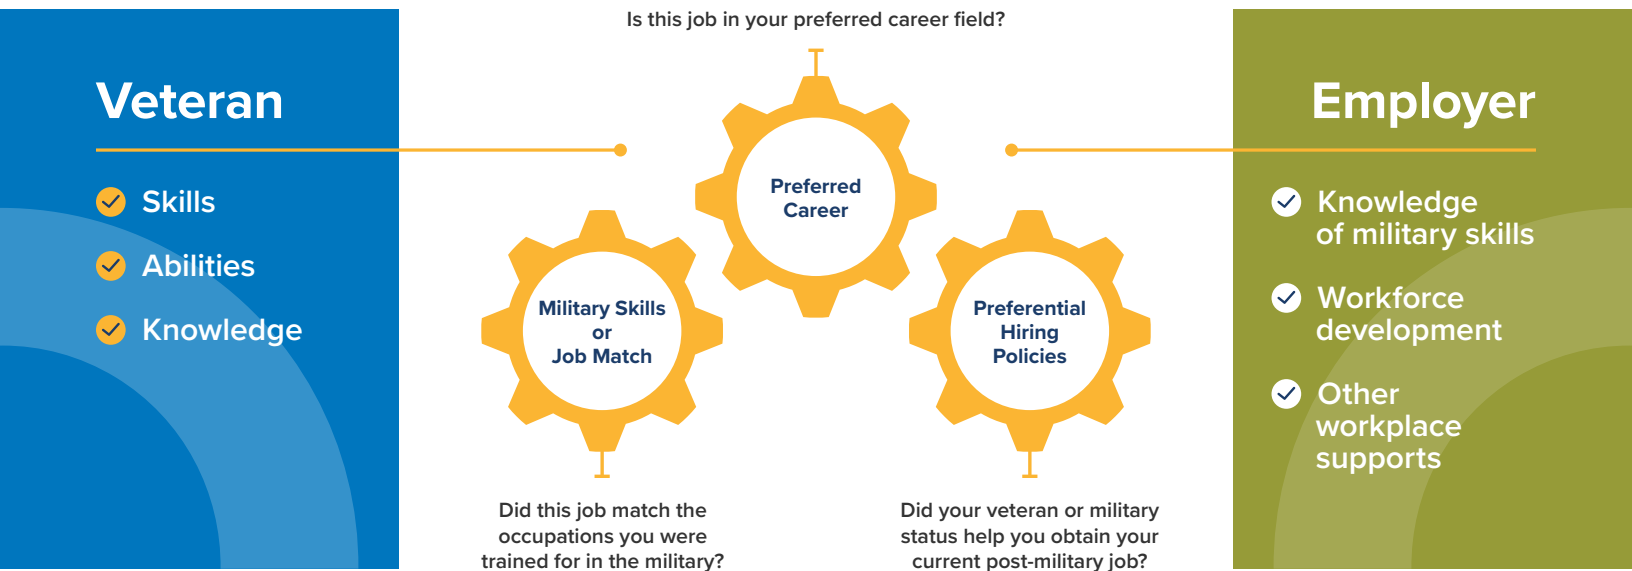 Is this job in your preferred career field?
Veteran
Skills
Abilities
Knowledge
Preferred
Career
Military Skills
or
Job Match
Preferential
Hiring
Policies
Did this job match the
occupations you were
trained for in the military?
Did your veteran or military
status help you obtain your
current post-military job?
Employer
Knowledge
of military skills
Workforce
development
Other
workplace
supports